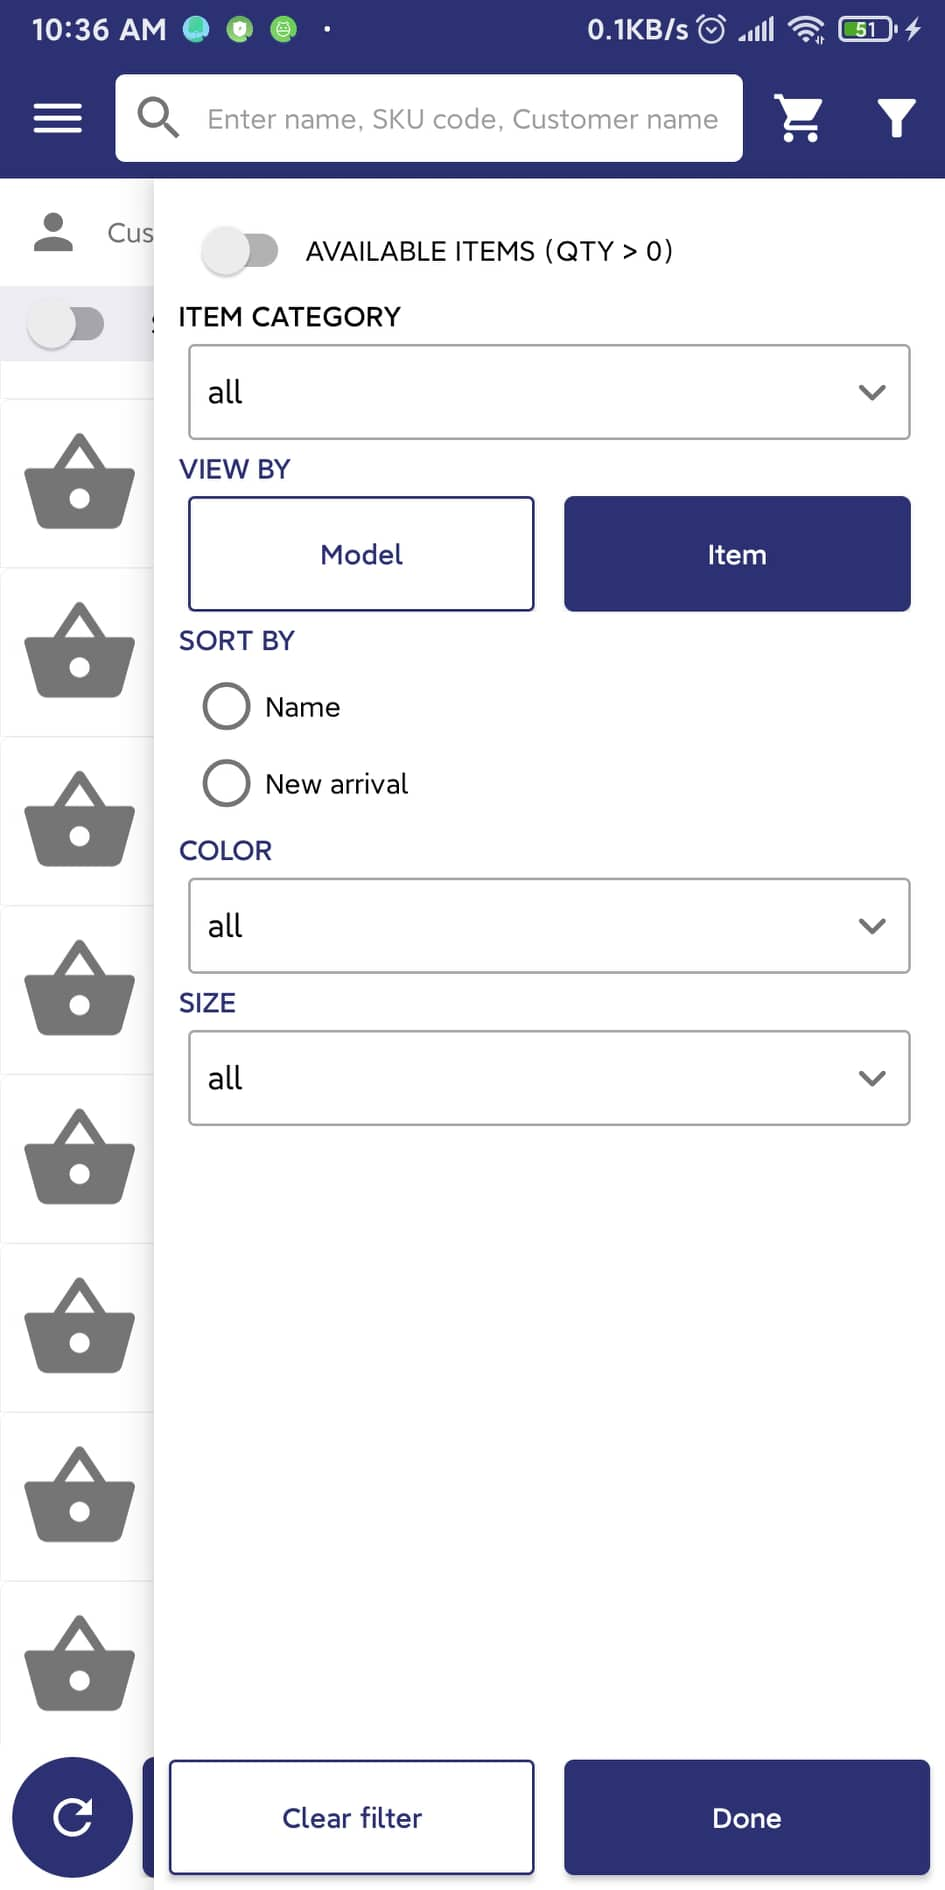 10:36 AM
0.1KB/s
51
Enter name, SKU code, Customer name
Cus
AVAILABLE ITEMS (QTY > 0)
ITEM CATEGORY
all
VIEW BY
Model
Item
SORT BY
Name
New arrival
COLOR
all
SIZE
all
Clear filter
Done